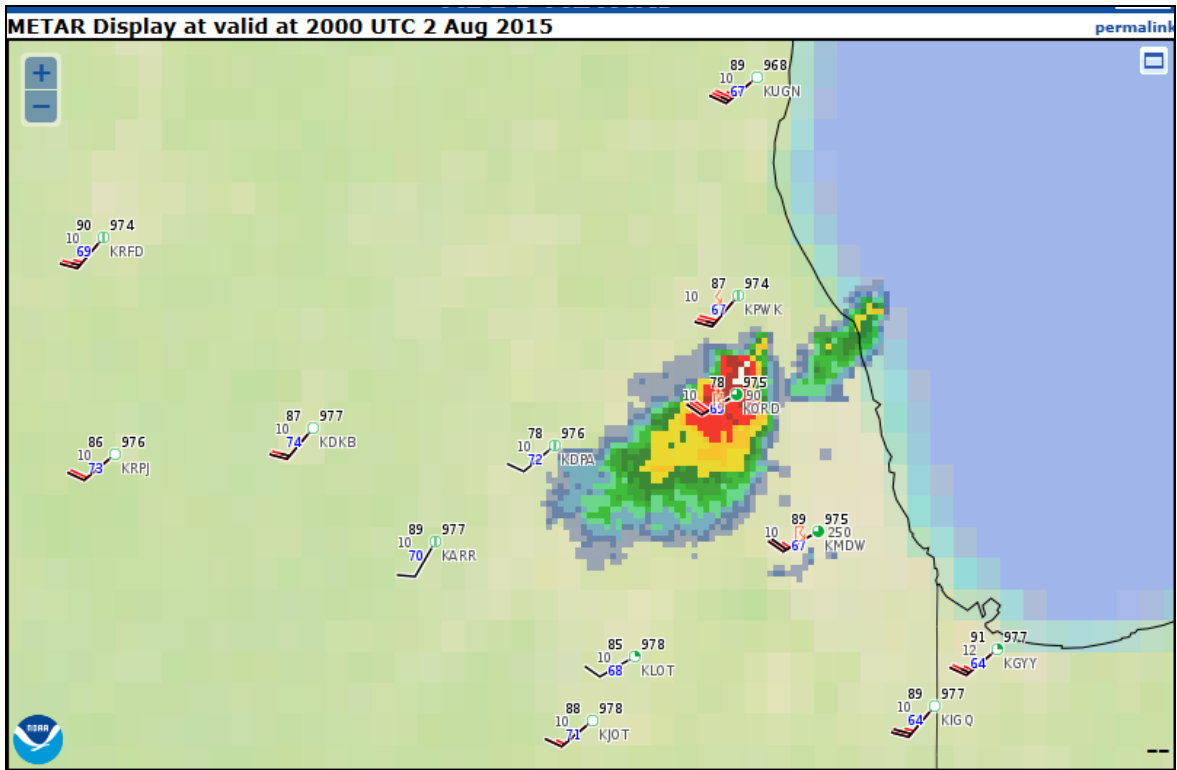 METAR Display at valid at 2000 UTC 2 Aug 2015
permalink
+
−
89 968
10
67 KUGN
90 974
10
69 KRFD
87 974
10
67 KPWK
78 975
10 90
69 KORD
87 977
10
74 KDKB
86 976
10
73 KRPJ
78 976
10
72 KDPA
89 977
10
70 KARR
89 975
10 250
67 KMDW
85 978
10
68 KLOT
91 977
12
64 KGYY
88 978
10
71 KJOT
89 977
10
64 KIGQ
NOAA
--